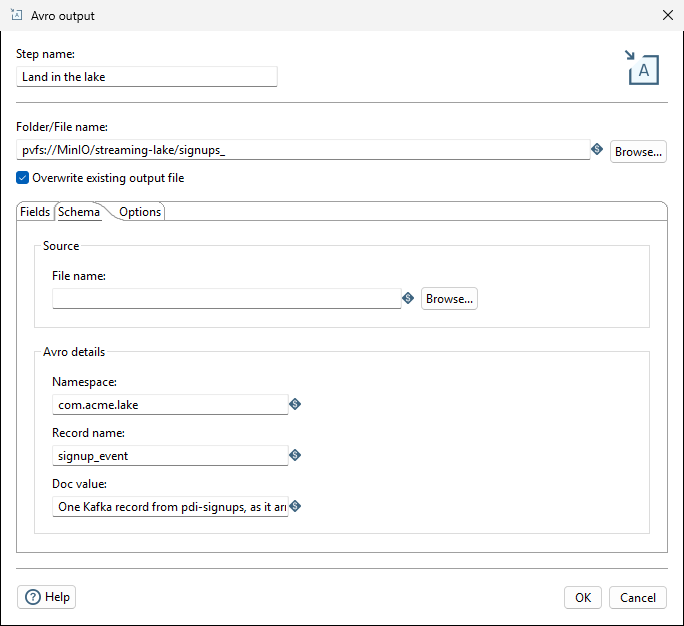 Avro output
Step name:
Land in the lake
A
Folder/File name:
pvfs://MinIO/streaming-lake/signups_
Browse...
Overwrite existing output file
Fields Schema Options
Source
File name:
Browse...
Avro details
Namespace:
com.acme.lake
Record name:
signup_event
Doc value:
One Kafka record from pdi-signups, as it
Help OK Cancel